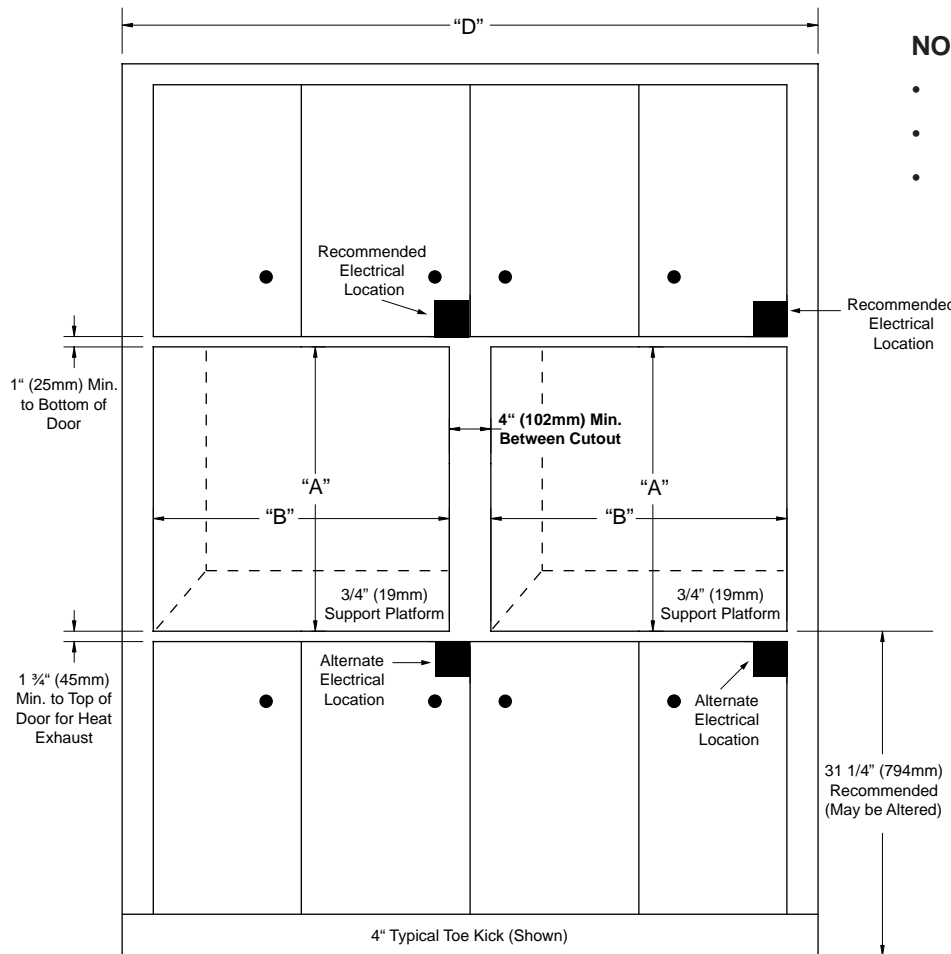 “D”
NO
•
•
•
Recommended
Electrical
Location
Recommended
Electrical
Location
1“ (25mm) Min.
to Bottom of
Door
4“ (102mm) Min.
Between Cutout
“A”
“A”
“B”
“B”
3/4” (19mm)
Support Platform
3/4” (19mm)
Support Platform
1 ¾“ (45mm)
Min. to Top of
Door for Heat
Exhaust
Alternate
Electrical
Location
Alternate
Electrical
Location
31 1/4” (794mm)
Recommended
(May be Altered)
4“ Typical Toe Kick (Shown)